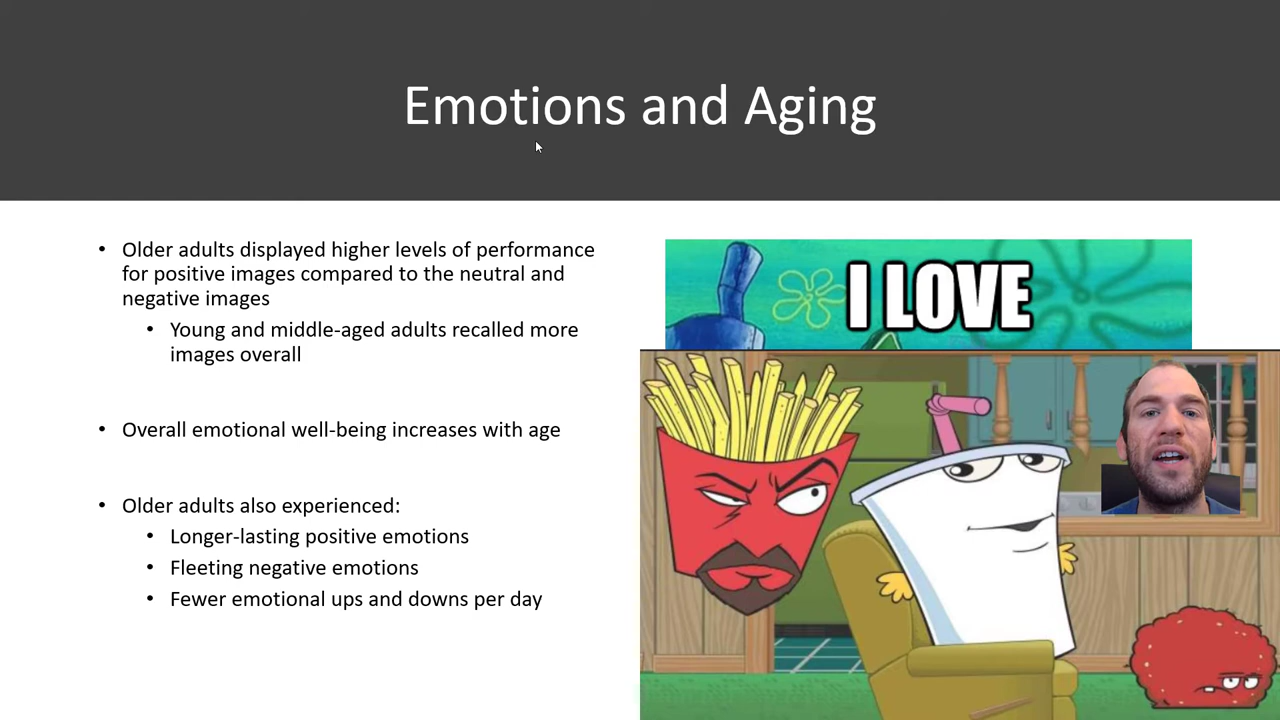 Emotions and Aging
• Older adults displayed higher levels of performance
for positive images compared to the neutral and
negative images
• Young and middle-aged adults recalled more
images overall
• Overall emotional well-being increases with age
• Older adults also experienced:
• Longer-lasting positive emotions
• Fleeting negative emotions
• Fewer emotional ups and downs per day
I LOVE